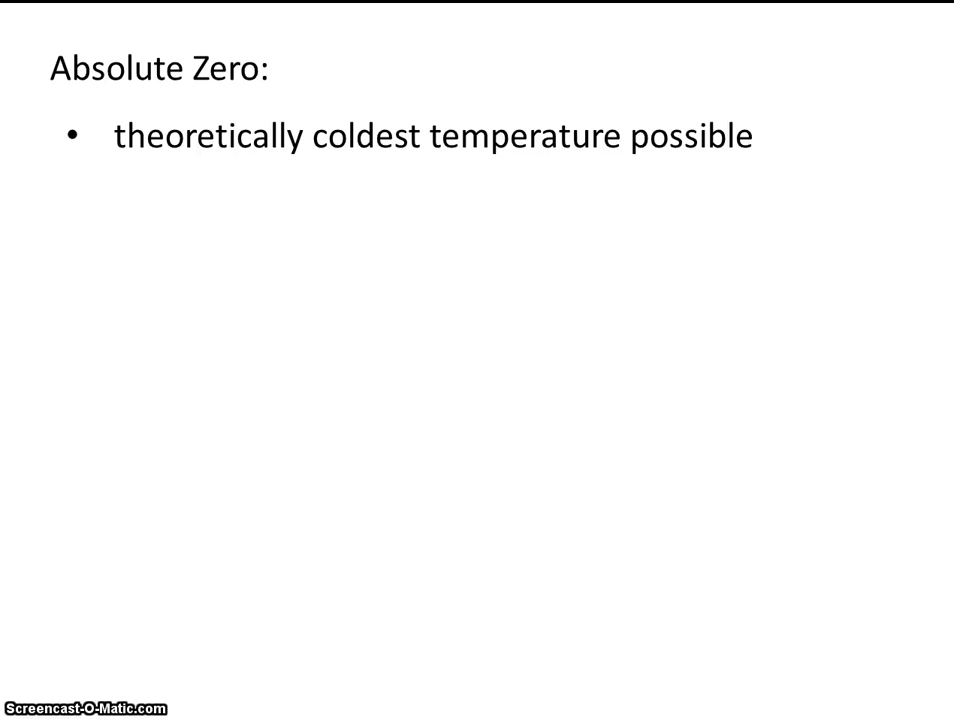 Absolute Zero:
• theoretically coldest temperature possible
Screencast-O-Matic.com